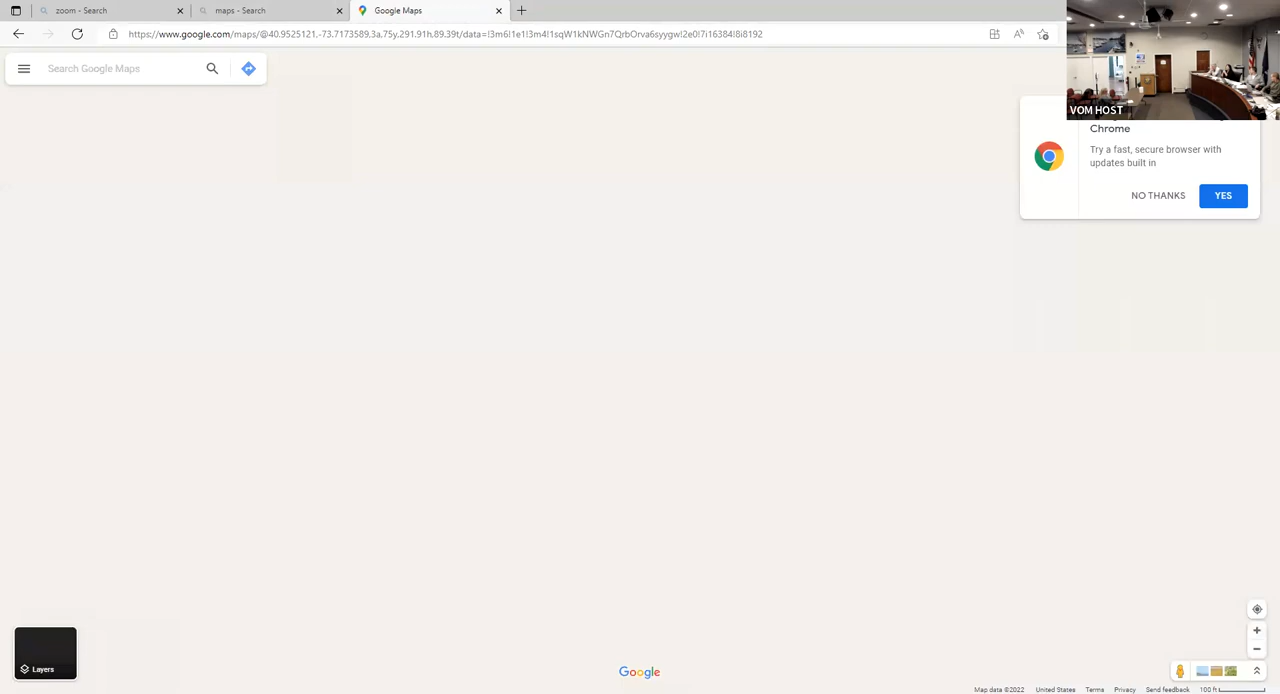 zoom - Search
maps - Search
Google Maps
https://www.google.com/maps/@40.9525121,-73.7173589,3a,75y,291.91h,89.39t/data=!3m6!1e1!3m4!1sqW1kNWGn7QrbOrva6syygw!2e0!7i16384!8i8192
Search Google Maps
VOM HOST
Chrome
Try a fast, secure browser with
updates built in
NO THANKS
YES
Layers
Google
Map data ©2022 United States Terms Privacy Send feedback 100 ft